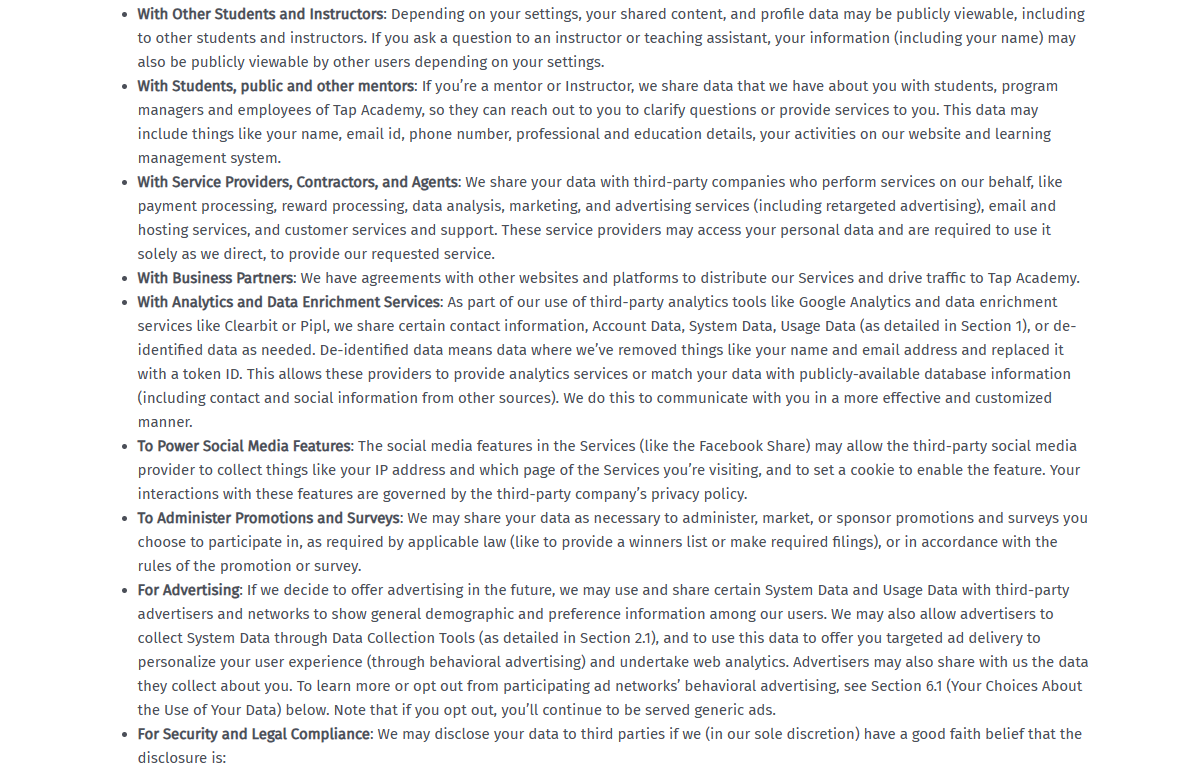 • With Other Students and Instructors: Depending on your settings, your shared content, and profile data may be publicly viewable, including
to other students and instructors. If you ask a question to an instructor or teaching assistant, your information (including your name) may
also be publicly viewable by other users depending on your settings.
• With Students, public and other mentors: If you’re a mentor or Instructor, we share data that we have about you with students, program
managers and employees of Tap Academy, so they can reach out to you to clarify questions or provide services to you. This data may
include things like your name, email id, phone number, professional and education details, your activities on our website and learning
management system.
• With Service Providers, Contractors, and Agents: We share your data with third-party companies who perform services on our behalf, like
payment processing, reward processing, data analysis, marketing, and advertising services (including retargeted advertising), email and
hosting services, and customer services and support. These service providers may access your personal data and are required to use it
solely as we direct, to provide our requested service.
• With Business Partners: We have agreements with other websites and platforms to distribute our Services and drive traffic to Tap Academy.
• With Analytics and Data Enrichment Services: As part of our use of third-party analytics tools like Google Analytics and data enrichment
services like Clearbit or Pipl, we share certain contact information, Account Data, System Data, Usage Data (as detailed in Section 1), or de-
identified data as needed. De-identified data means data where we’ve removed things like your name and email address and replaced it
with a token ID. This allows these providers to provide analytics services or match your data with publicly-available database information
(including contact and social information from other sources). We do this to communicate with you in a more effective and customized
manner.
• To Power Social Media Features: The social media features in the Services (like the Facebook Share) may allow the third-party social media
provider to collect things like your IP address and which page of the Services you’re visiting, and to set a cookie to enable the feature. Your
interactions with these features are governed by the third-party company’s privacy policy.
• To Administer Promotions and Surveys: We may share your data as necessary to administer, market, or sponsor promotions and surveys you
choose to participate in, as required by applicable law (like to provide a winners list or make required filings), or in accordance with the
rules of the promotion or survey.
• For Advertising: If we decide to offer advertising in the future, we may use and share certain System Data and Usage Data with third-party
advertisers and networks to show general demographic and preference information among our users. We may also allow advertisers to
collect System Data through Data Collection Tools (as detailed in Section 2.1), and to use this data to offer you targeted ad delivery to
personalize your user experience (through behavioral advertising) and undertake web analytics. Advertisers may also share with us the data
they collect about you. To learn more or opt out from participating ad networks’ behavioral advertising, see Section 6.1 (Your Choices About
the Use of Your Data) below. Note that if you opt out, you’ll continue to be served generic ads.
• For Security and Legal Compliance: We may disclose your data to third parties if we (in our sole discretion) have a good faith belief that the
disclosure is: